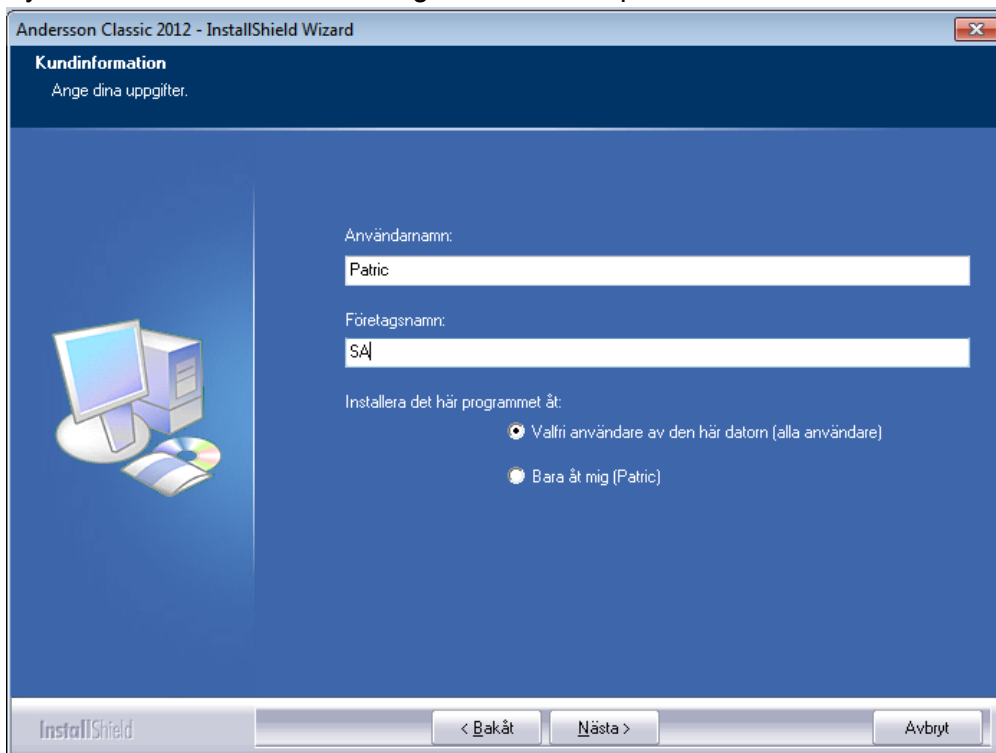 Andersson Classic 2012 - InstallShield Wizard
Kundinformation
Ange dina uppgifter.
Användarnamn:
Patric
Företagsnamn:
SA
Installera det här programmet åt:
Valfri användare av den här datorn (alla användare)
Bara åt mig (Patric)
InstallShield
< Bakåt
Nästa >
Avbryt